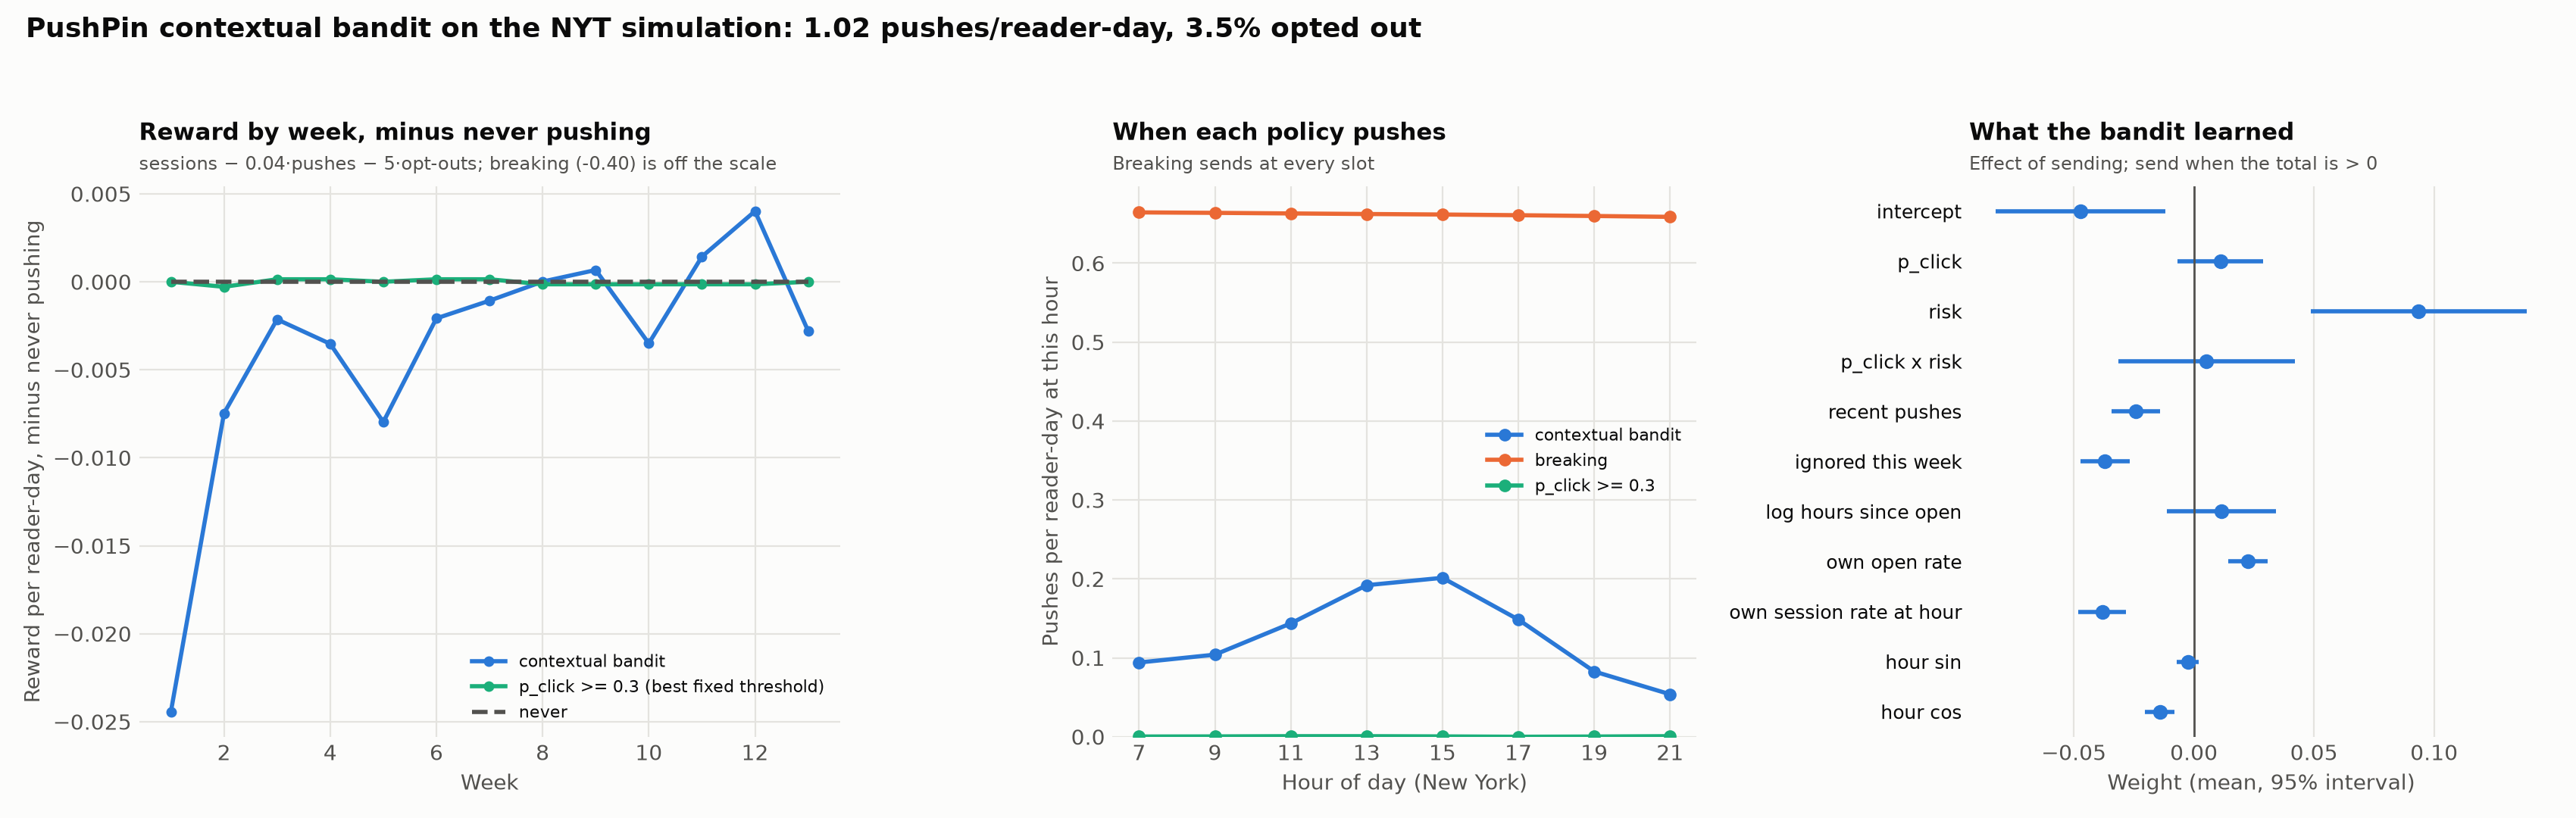 PushPin contextual bandit on the NYT simulation: 1.02 pushes/reader-day, 3.5% opted out
Reward by week, minus never pushing
sessions − 0.04·pushes − 5·opt-outs; breaking (-0.40) is off the scale
Reward per reader-day, minus never pushing
0.005
0.000
−0.005
−0.010
−0.015
−0.020
−0.025
contextual bandit
p_click >= 0.3 (best fixed threshold)
never
2
4
6
8
10
12
Week
When each policy pushes
Breaking sends at every slot
Pushes per reader-day at this hour
0.6
0.5
0.4
0.3
0.2
0.1
0.0
contextual bandit
breaking
p_click >= 0.3
7
9
11
13
15
17
19
21
Hour of day (New York)
What the bandit learned
Effect of sending; send when the total is > 0
intercept
p_click
risk
p_click x risk
recent pushes
ignored this week
log hours since open
own open rate
own session rate at hour
hour sin
hour cos
−0.05
0.00
0.05
0.10
Weight (mean, 95% interval)